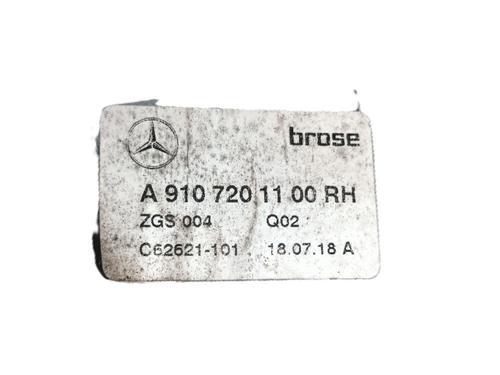 brose
A 910 720 11 00 RH
ZGS 004 Q02
C62621-101 18.07.18 A